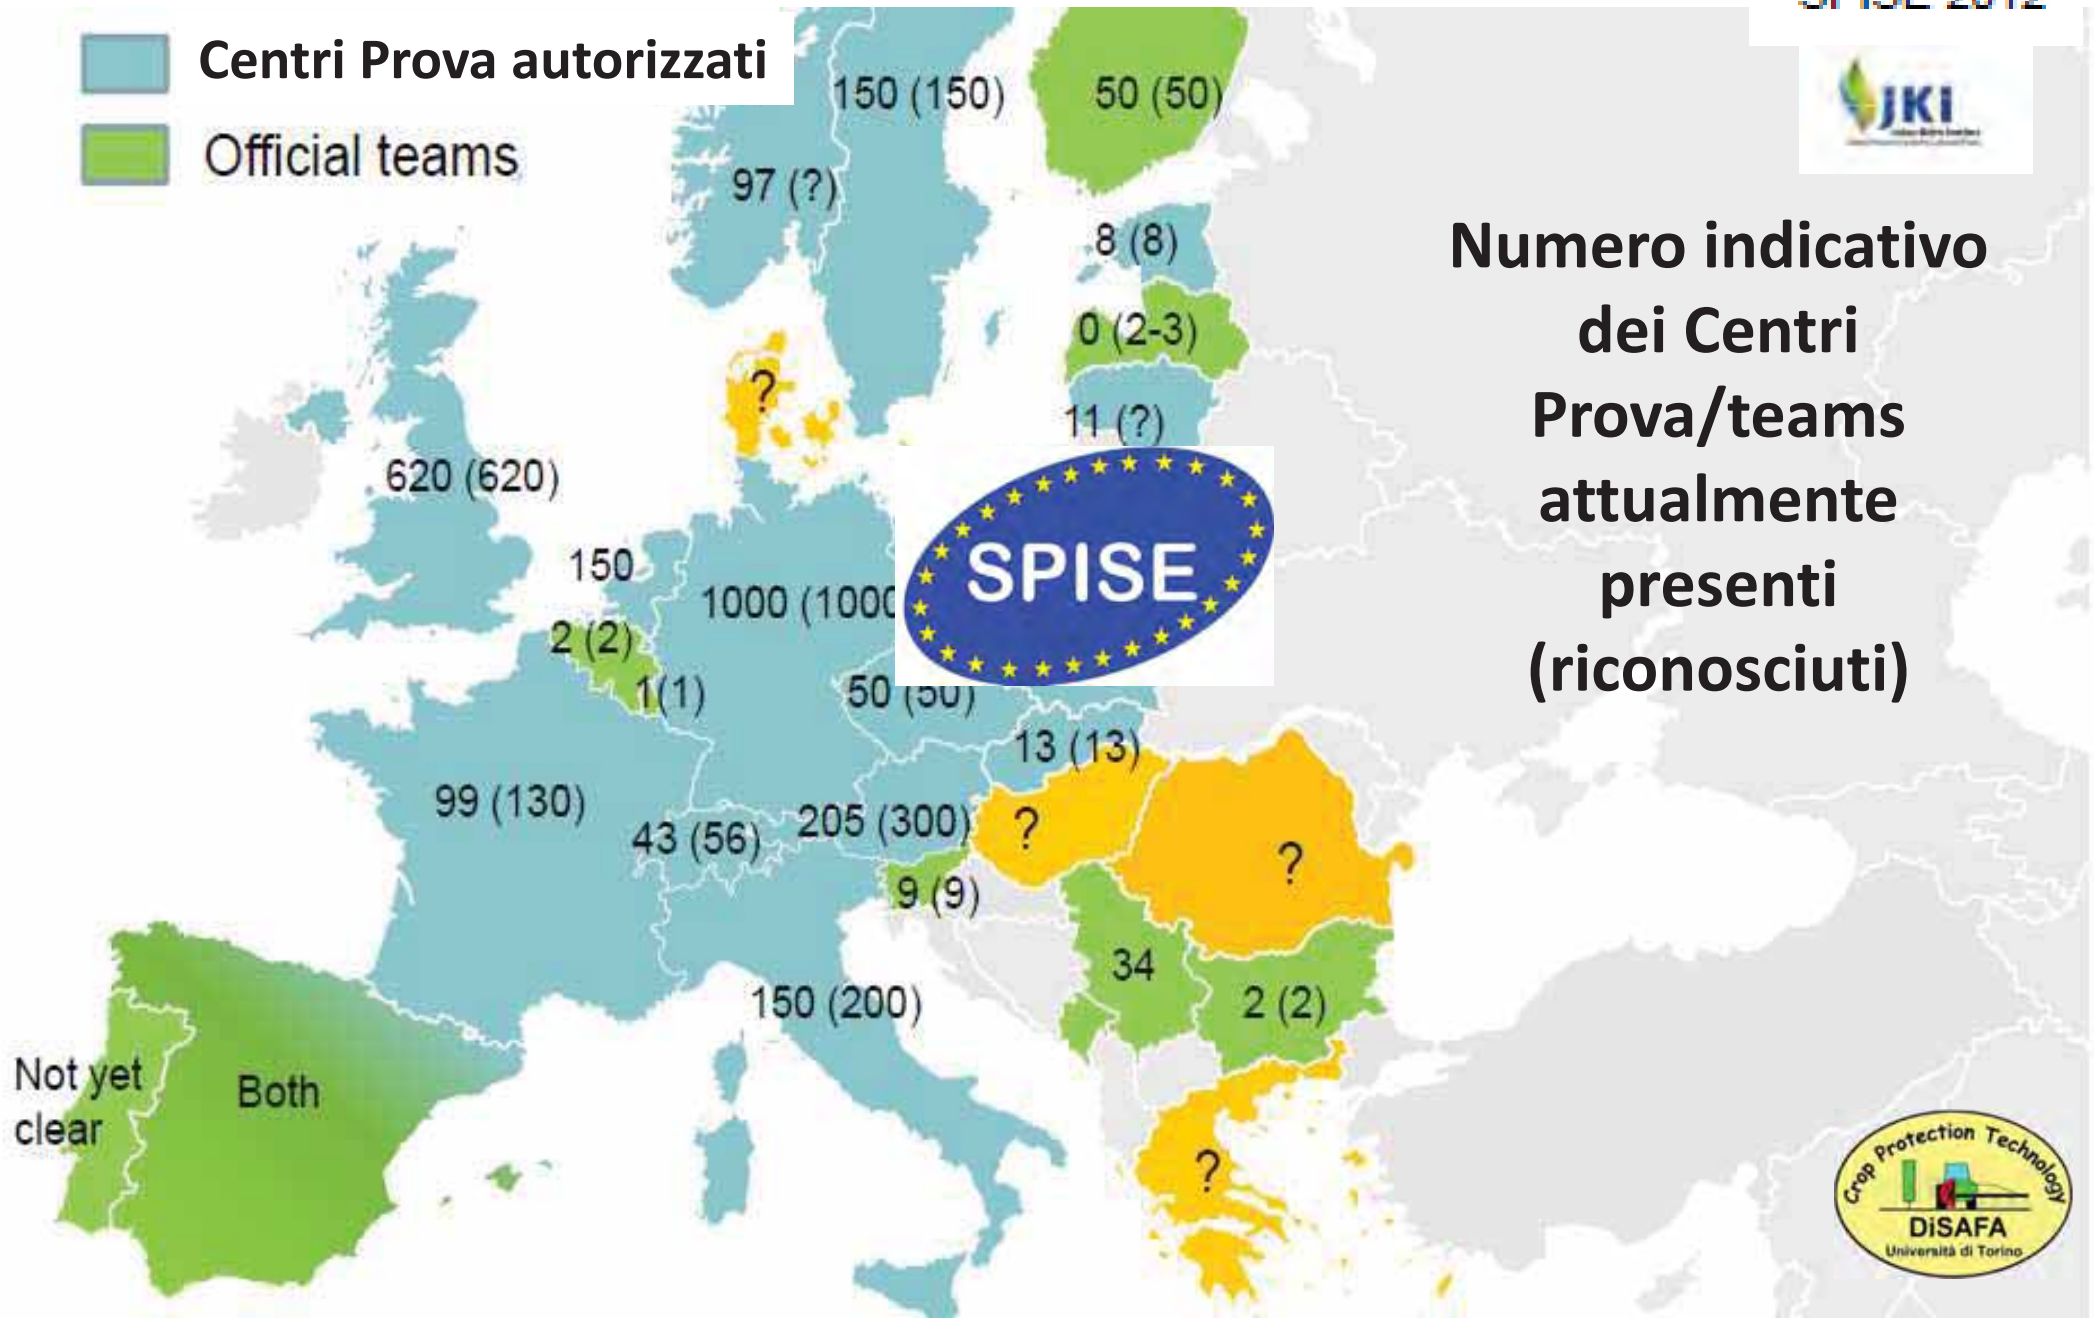 Centri Prova autorizzati
Official teams
JKI
Numero indicativo
dei Centri
Prova/teams
attualmente
presenti
(riconosciuti)
150 (150)
50 (50)
97 (?)
8 (8)
0 (2-3)
?
11 (?)
620 (620)
SPISE
150
1000 (1000
2 (2)
1(1)
50 (50)
13 (13)
99 (130)
43 (56)
205 (300)
?
?
9 (9)
34
150 (200)
2 (2)
Not yet
clear
Both
?
Crop Protection Technology
DiSAFA
Università di Torino